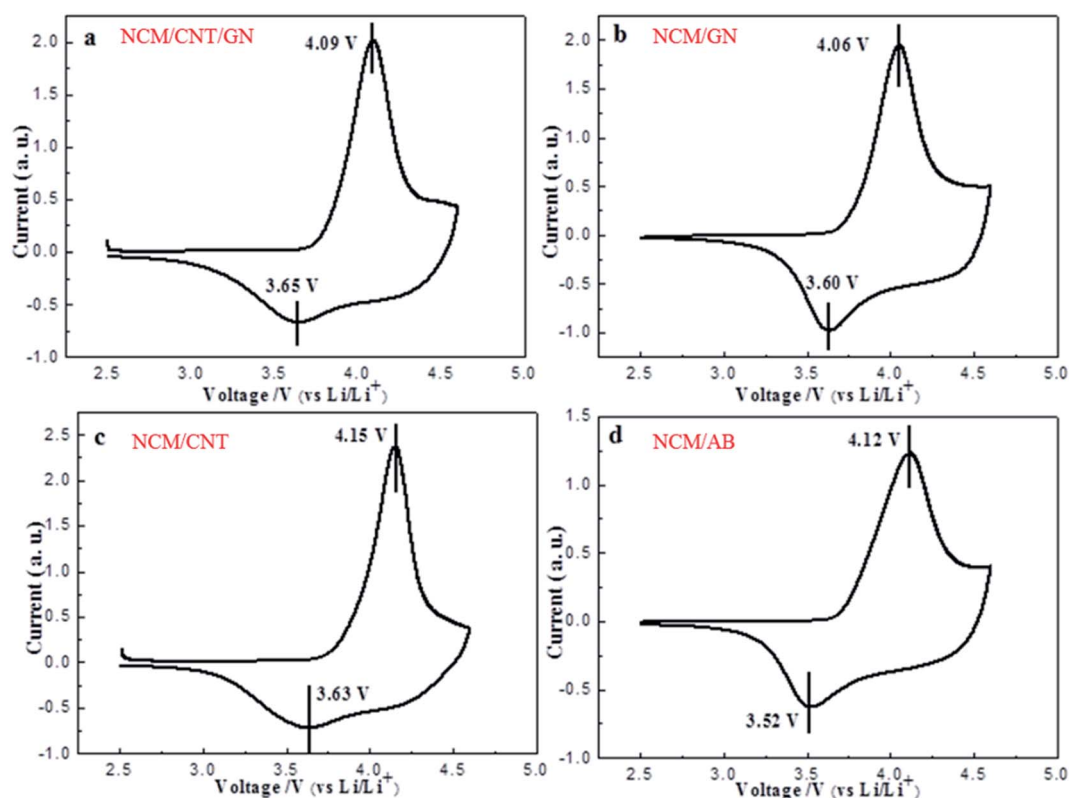 a NCM/CNT/GN
4.09 V
3.65 V
2.0
1.5
1.0
0.5
0.0
-0.5
-1.0
2.5 3.0 3.5 4.0 4.5 5.0
Current ( a. u.)
Voltage /V (vs Li/Li⁺)
b NCM/GN
4.06 V
3.60 V
2.0
1.5
1.0
0.5
0.0
-0.5
-1.0
2.5 3.0 3.5 4.0 4.5 5.0
Current ( a. u.)
Voltage /V (vs Li/Li⁺)
c NCM/CNT
4.15 V
3.63 V
2.5
2.0
1.5
1.0
0.5
0.0
-0.5
-1.0
2.5 3.0 3.5 4.0 4.5 5.0
Current ( a. u.)
Voltage /V (vs Li/Li⁺)
d NCM/AB
4.12 V
3.52 V
1.5
1.0
0.5
0.0
-0.5
-1.0
2.5 3.0 3.5 4.0 4.5 5.0
Current ( a. u.)
Voltage /V (vs Li/Li⁺)